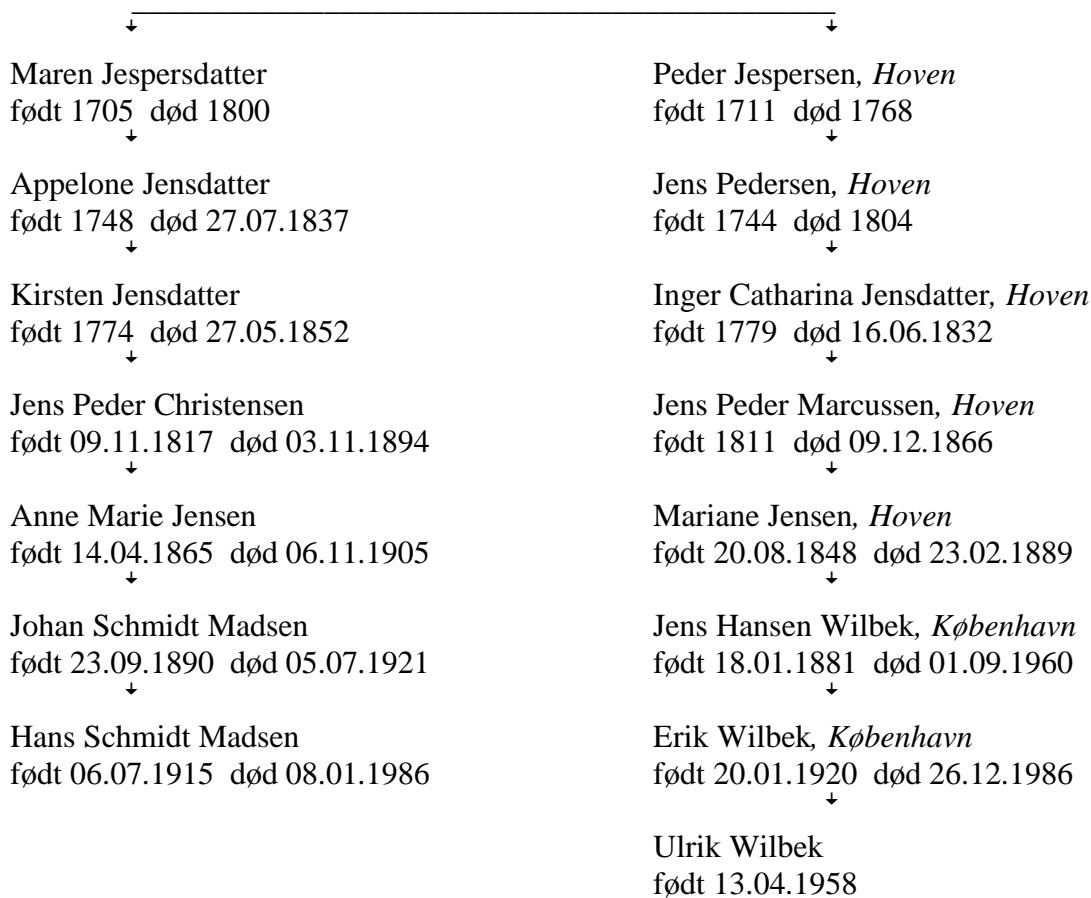 Maren Jespersdatter
født 1705 død 1800
Appelone Jensdatter
født 1748 død 27.07.1837
Kirsten Jensdatter
født 1774 død 27.05.1852
Jens Peder Christensen
født 09.11.1817 død 03.11.1894
Anne Marie Jensen
født 14.04.1865 død 06.11.1905
Johan Schmidt Madsen
født 23.09.1890 død 05.07.1921
Hans Schmidt Madsen
født 06.07.1915 død 08.01.1986
Peder Jespersen, Hoven
født 1711 død 1768
Jens Pedersen, Hoven
født 1744 død 1804
Inger Catharina Jensdatter, Hoven
født 1779 død 16.06.1832
Jens Peder Marcussen, Hoven
født 1811 død 09.12.1866
Mariane Jensen, Hoven
født 20.08.1848 død 23.02.1889
Jens Hansen Wilbek, København
født 18.01.1881 død 01.09.1960
Erik Wilbek, København
født 20.01.1920 død 26.12.1986
Ulrik Wilbek
født 13.04.1958